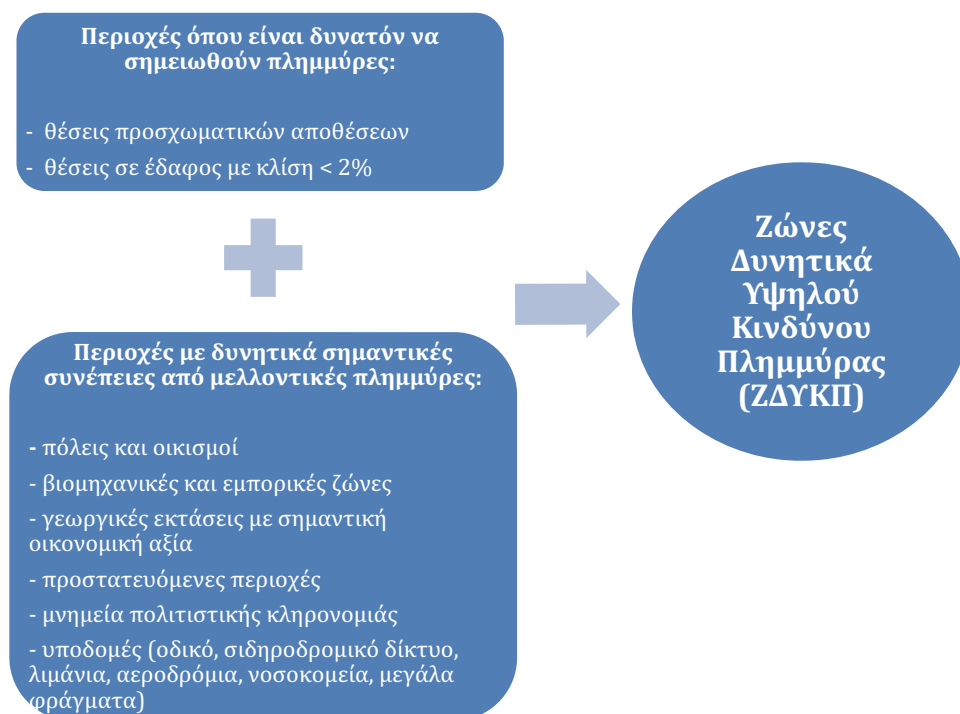 Περιοχές όπου είναι δυνατόν να
σημειωθούν πλημμύρες:
- θέσεις προσχωματικών αποθέσεων
- θέσεις σε έδαφος με κλίση < 2%
Περιοχές με δυνητικά σημαντικές
συνέπειες από μελλοντικές πλημμύρες:
- πόλεις και οικισμοί
- βιομηχανικές και εμπορικές ζώνες
- γεωργικές εκτάσεις με σημαντική
οικονομική αξία
- προστατευόμενες περιοχές
- μνημεία πολιτιστικής κληρονομιάς
- υποδομές (οδικό, σιδηροδρομικό δίκτυο,
λιμάνια, αεροδρόμια, νοσοκομεία, μεγάλα
φράγματα)
Ζώνες
Δυνητικά
Υψηλού
Κινδύνου
Πλημμύρας
(ΖΔΥΚΠ)